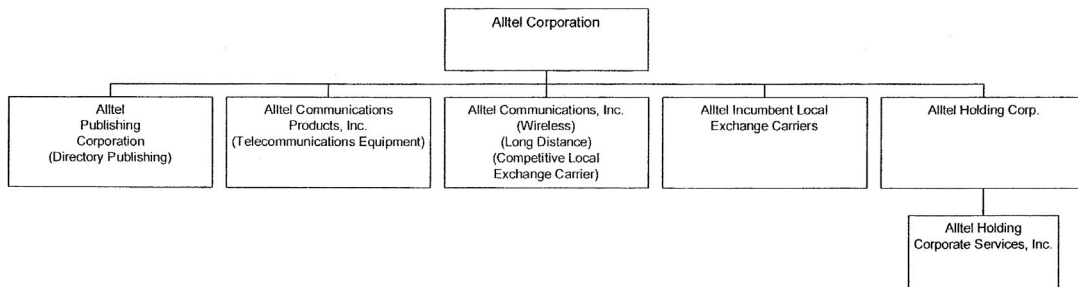 Alltel Corporation
Alltel
Publishing
Corporation
(Directory Publishing)
Alltel Communications
Products, Inc.
(Telecommunications Equipment)
Alltel Communications, Inc.
(Wireless)
(Long Distance)
(Competitive Local
Exchange Carrier)
Alltel Incumbent Local
Exchange Carriers
Alltel Holding Corp.
Alltel Holding
Corporate Services, Inc.